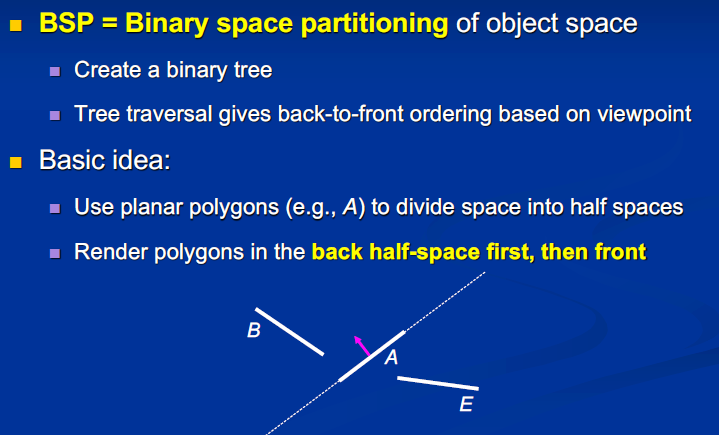 BSP = Binary space partitioning of object space
Create a binary tree
Tree traversal gives back-to-front ordering based on viewpoint
Basic idea:
Use planar polygons (e.g., A) to divide space into half spaces
Render polygons in the back half-space first, then front
B
A
E